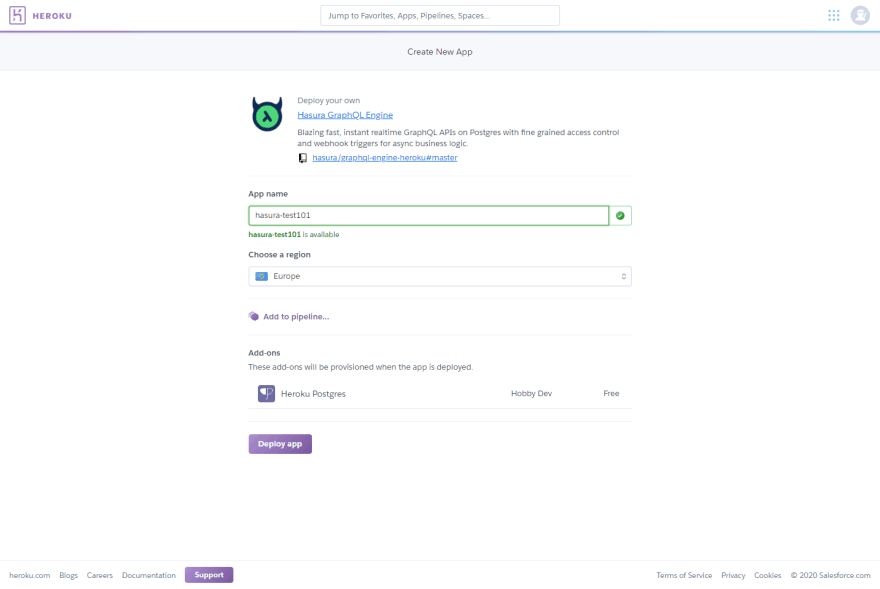 HEROKU
Jump to Favorites, Apps, Pipelines, Spaces...
Create New App
Deploy your own
Hasura GraphQL Engine
Blazing fast, instant realtime GraphQL APIs on Postgres with fine grained access control
and webhook triggers for async business logic.
hasura/graphql-engine-heroku#master
App name
hasura-test101
hasura-test101 is available
Choose a region
Europe
Add to pipeline...
Add-ons
These add-ons will be provisioned when the app is deployed.
Heroku Postgres Hobby Dev Free
Deploy app
heroku.com Blogs Careers Documentation Support Terms of Service Privacy Cookies © 2020 Salesforce.com